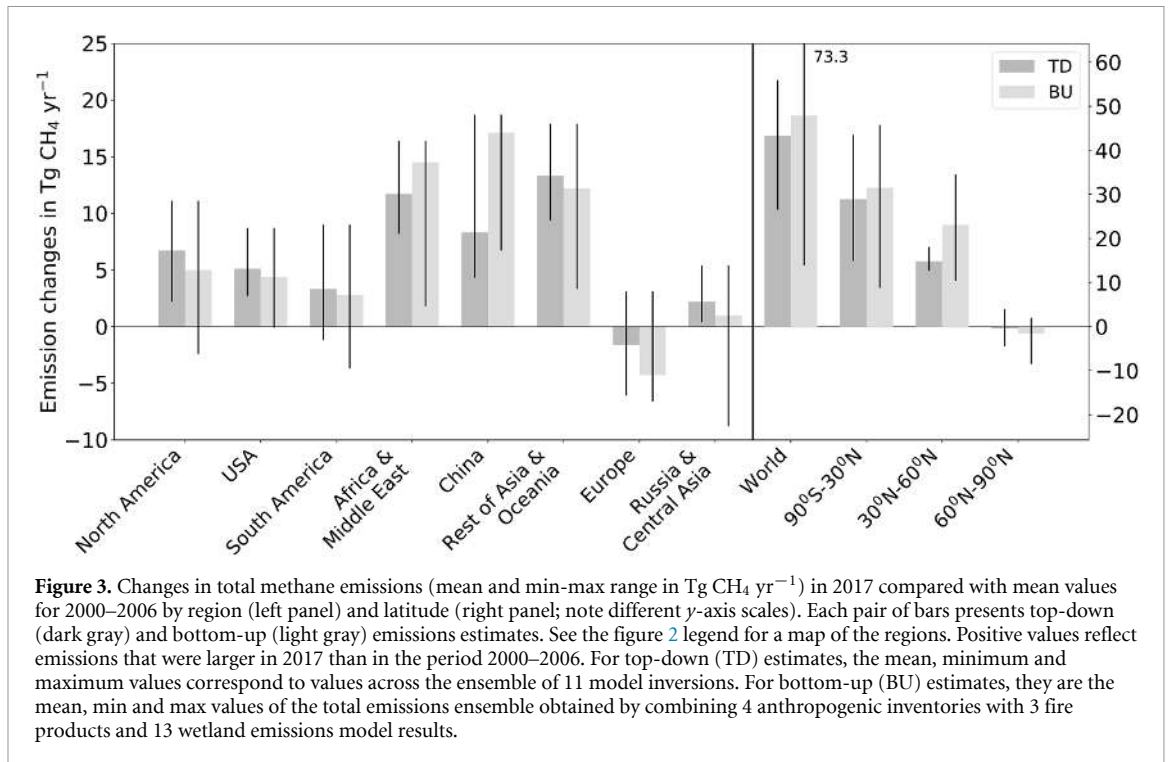 Emission changes in Tg CH₄ yr⁻¹
25
20
15
10
5
0
−5
−10
73.3
TD
BU
60
50
40
30
20
10
0
−10
−20
North America
USA
South America
Africa &
Middle East
China
Rest of Asia &
Oceania
Europe
Russia &
Central Asia
World
90⁰S-30⁰N
30⁰N-60⁰N
60⁰N-90⁰N
Figure 3. Changes in total methane emissions (mean and min-max range in Tg CH₄ yr⁻¹) in 2017 compared with mean values
for 2000–2006 by region (left panel) and latitude (right panel; note different y-axis scales). Each pair of bars presents top-down
(dark gray) and bottom-up (light gray) emissions estimates. See the figure 2 legend for a map of the regions. Positive values reflect
emissions that were larger in 2017 than in the period 2000–2006. For top-down (TD) estimates, the mean, minimum and
maximum values correspond to values across the ensemble of 11 model inversions. For bottom-up (BU) estimates, they are the
mean, min and max values of the total emissions ensemble obtained by combining 4 anthropogenic inventories with 3 fire
products and 13 wetland emissions model results.